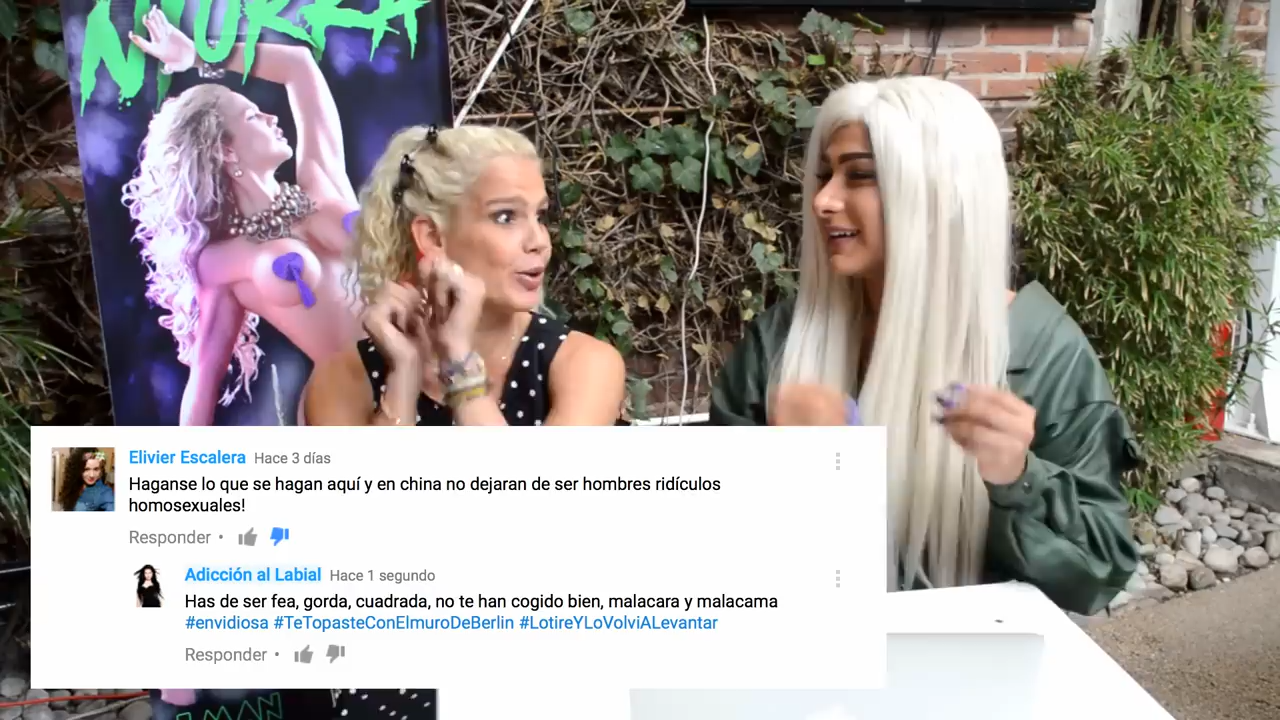 NOKKA
Elivier Escalera Hace 3 días
Haganse lo que se hagan aquí y en china no dejaran de ser hombres ridículos
homosexuales!
Responder •
Adicción al Labial Hace 1 segundo
Has de ser fea, gorda, cuadrada, no te han cogido bien, malacara y malacama
#envidiosa #TeTopasteConElmuroDeBerlin #LotireYLoVolviALevantar
Responder •